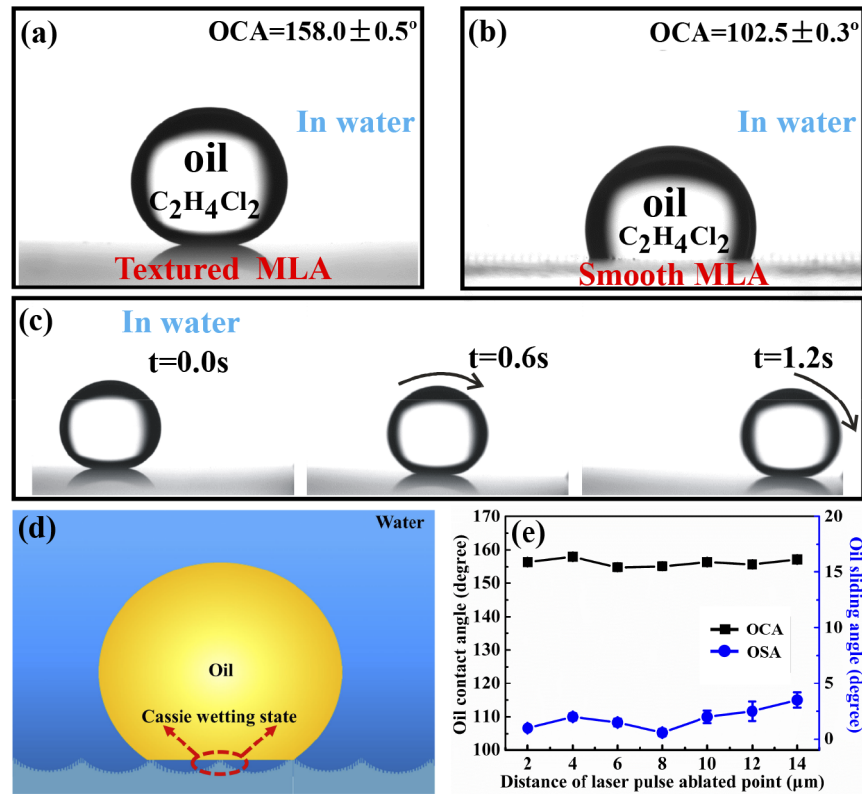 (a)
OCA=158.0±0.5°
In water
oil
C2H4Cl2
Textured MLA
(b)
OCA=102.5±0.3°
In water
oil
C2H4Cl2
Smooth MLA
(c)
In water
t=0.0s
t=0.6s
t=1.2s
(d)
Water
Oil
Cassie wetting state
(e)
170
160
150
140
130
120
110
100
Oil contact angle (degree)
20
15
10
5
0
Oil sliding angle (degree)
OCA
OSA
2 4 6 8 10 12 14
Distance of laser pulse ablated point (μm)